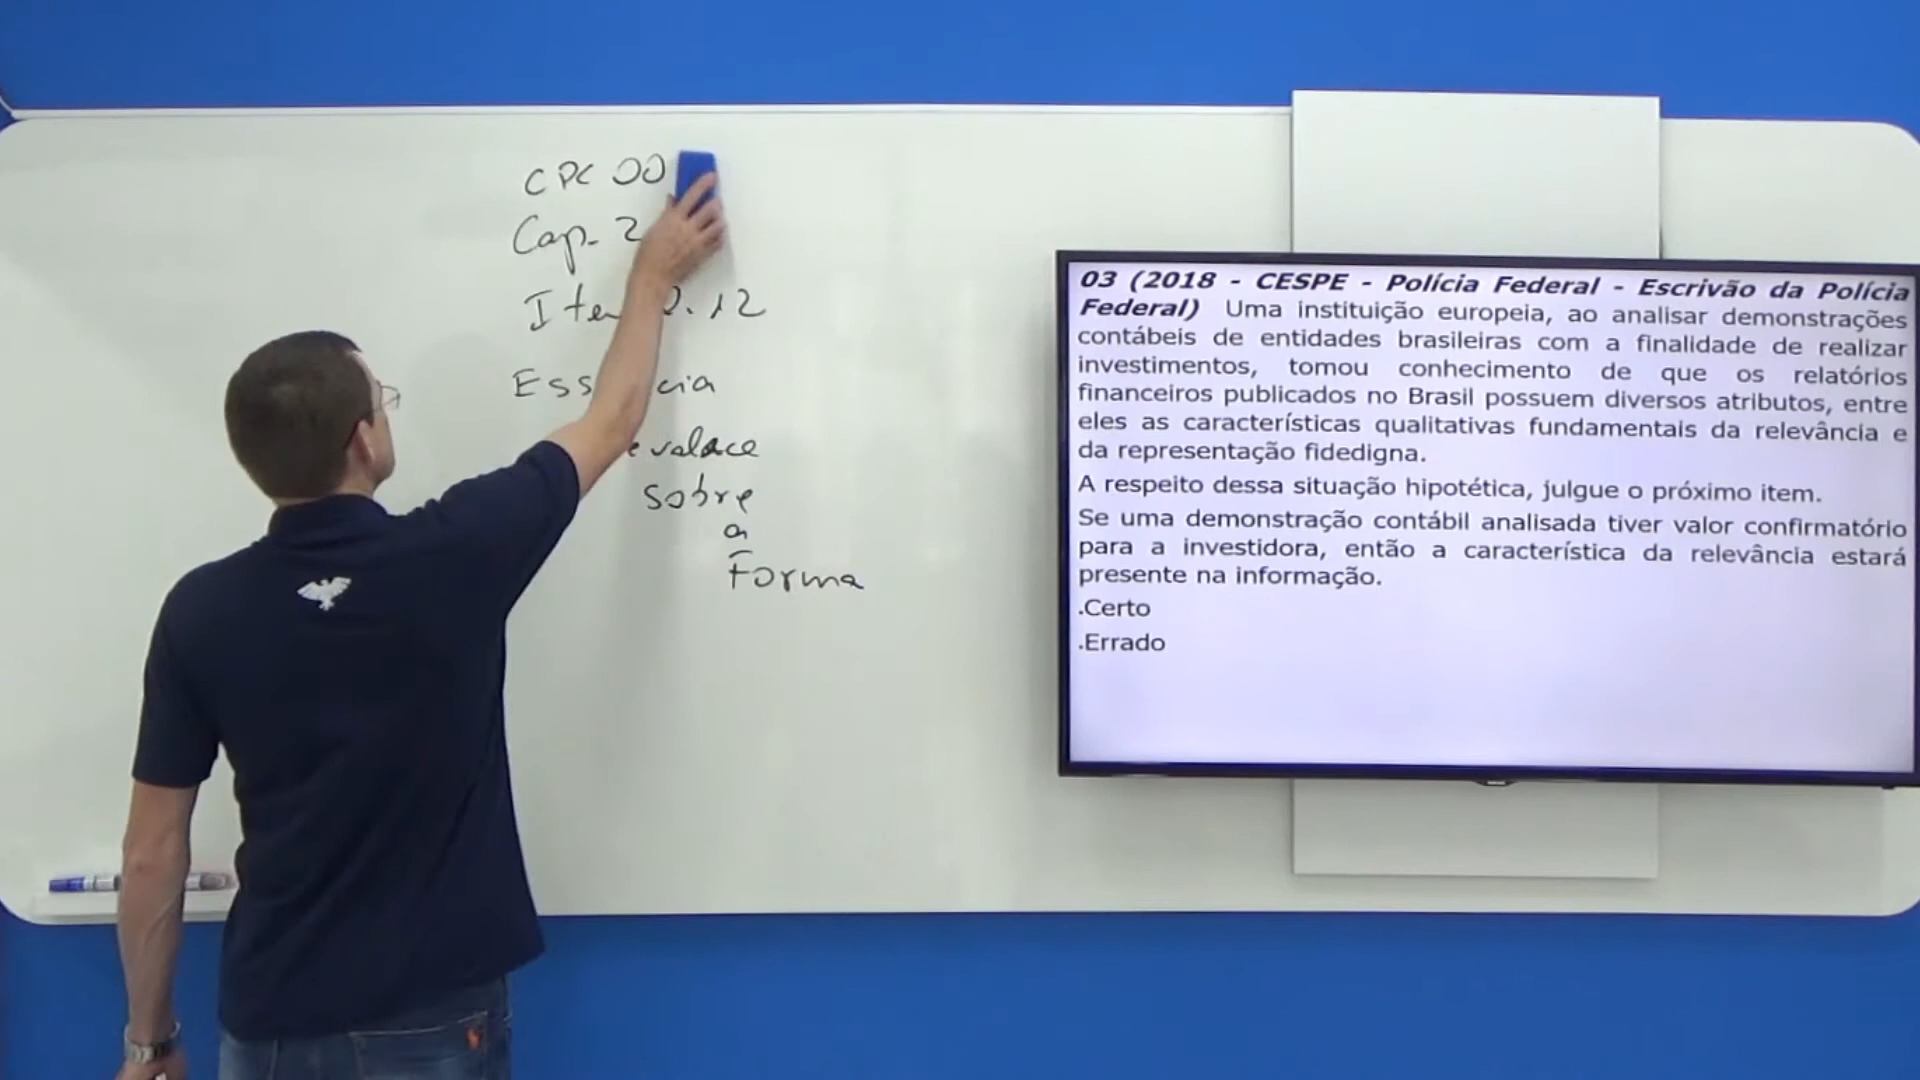 CPC 00
Cap. 2
2.12
Forma
sobre
a
03 (2018 - CESPE - Polícia Federal - Escrivão da Polícia
Federal) Uma instituição europeia, ao analisar demonstrações
contábeis de entidades brasileiras com a finalidade de realizar
investimentos, tomou conhecimento de que os relatórios
financeiros publicados no Brasil possuem diversos atributos, entre
eles as características qualitativas fundamentais da relevância e
da representação fidedigna.
A respeito dessa situação hipotética, julgue o próximo item.
Se uma demonstração contábil analisada tiver valor confirmatório
para a investidora, então a característica da relevância estará
presente na informação.
.Certo
.Errado